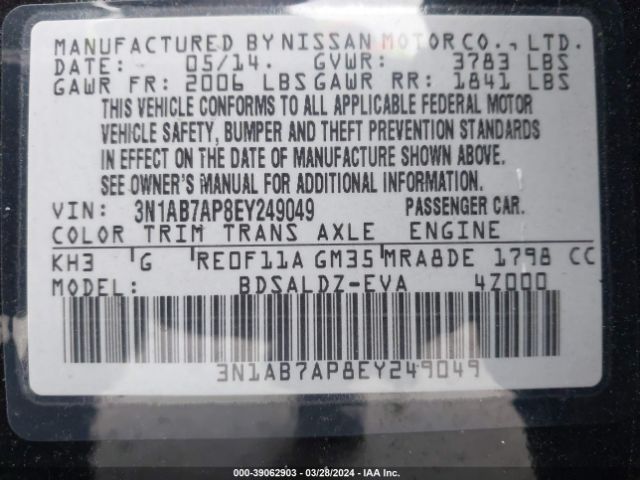 MANUFACTURED BY NISSAN MOTOR CO., LTD.
DATE: 05/14. GVWR: 3783 LBS
GAWR FR: 2006 LBS GAWR RR: 1841 LBS
THIS VEHICLE CONFORMS TO ALL APPLICABLE FEDERAL MOTOR
VEHICLE SAFETY, BUMPER AND THEFT PREVENTION STANDARDS
IN EFFECT ON THE DATE OF MANUFACTURE SHOWN ABOVE.
SEE OWNER'S MANUAL FOR ADDITIONAL INFORMATION.
VIN: 3N1AB7AP8EY249049 PASSENGER CAR.
COLOR TRIM TRANS AXLE ENGINE
KH3 G RE0F11A GM35 MRA8DE 1798 CC
MODEL: BDSALDZ-EVA 4Z000
3N1AB7AP8EY249049
000-39062903 - 03/28/2024 - IAA Inc.